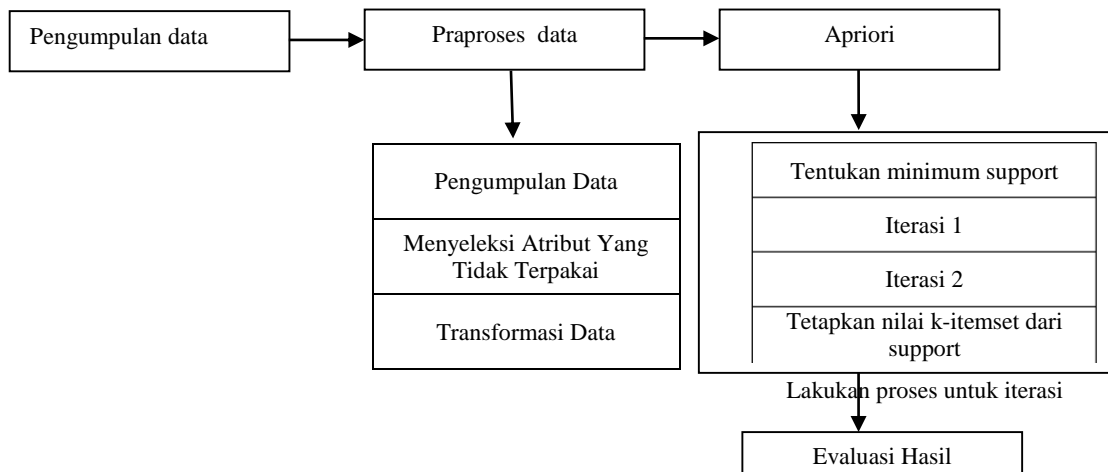 Pengumpulan data
Praproses data
Apriori
Pengumpulan Data
Menyeleksi Atribut Yang
Tidak Terpakai
Transformasi Data
Tentukan minimum support
Iterasi 1
Iterasi 2
Tetapkan nilai k-itemset dari
support
Lakukan proses untuk iterasi
Evaluasi Hasil